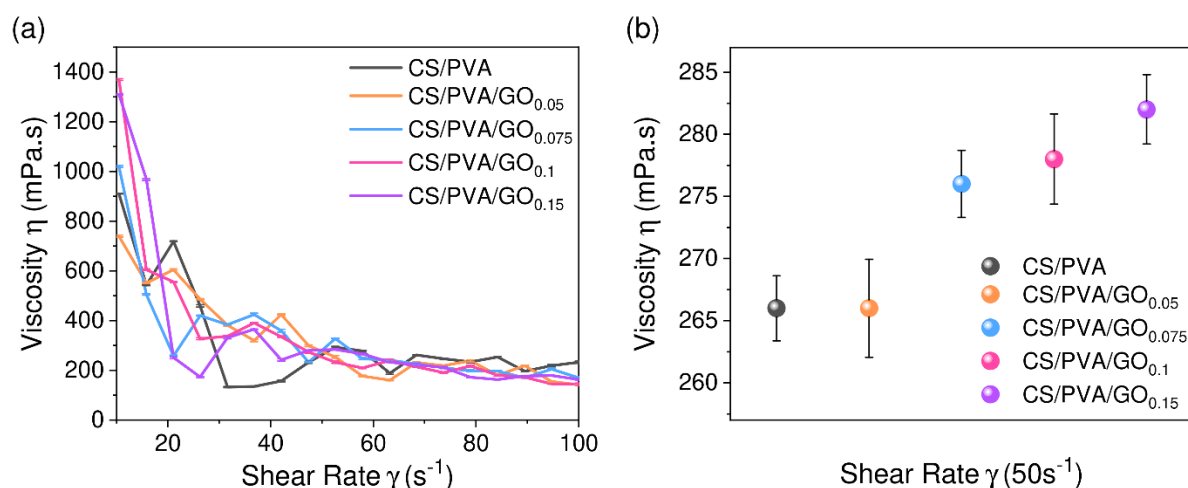 (a)
Viscosity η (mPa.s)
1400
1200
1000
800
600
400
200
0
20
40
60
80
100
Shear Rate γ (s⁻¹)
CS/PVA
CS/PVA/GO₀.₀₅
CS/PVA/GO₀.₀₇₅
CS/PVA/GO₀.₁
CS/PVA/GO₀.₁₅
(b)
Viscosity η (mPa.s)
285
280
275
270
265
260
CS/PVA
CS/PVA/GO₀.₀₅
CS/PVA/GO₀.₀₇₅
CS/PVA/GO₀.₁
CS/PVA/GO₀.₁₅
Shear Rate γ (50s⁻¹)